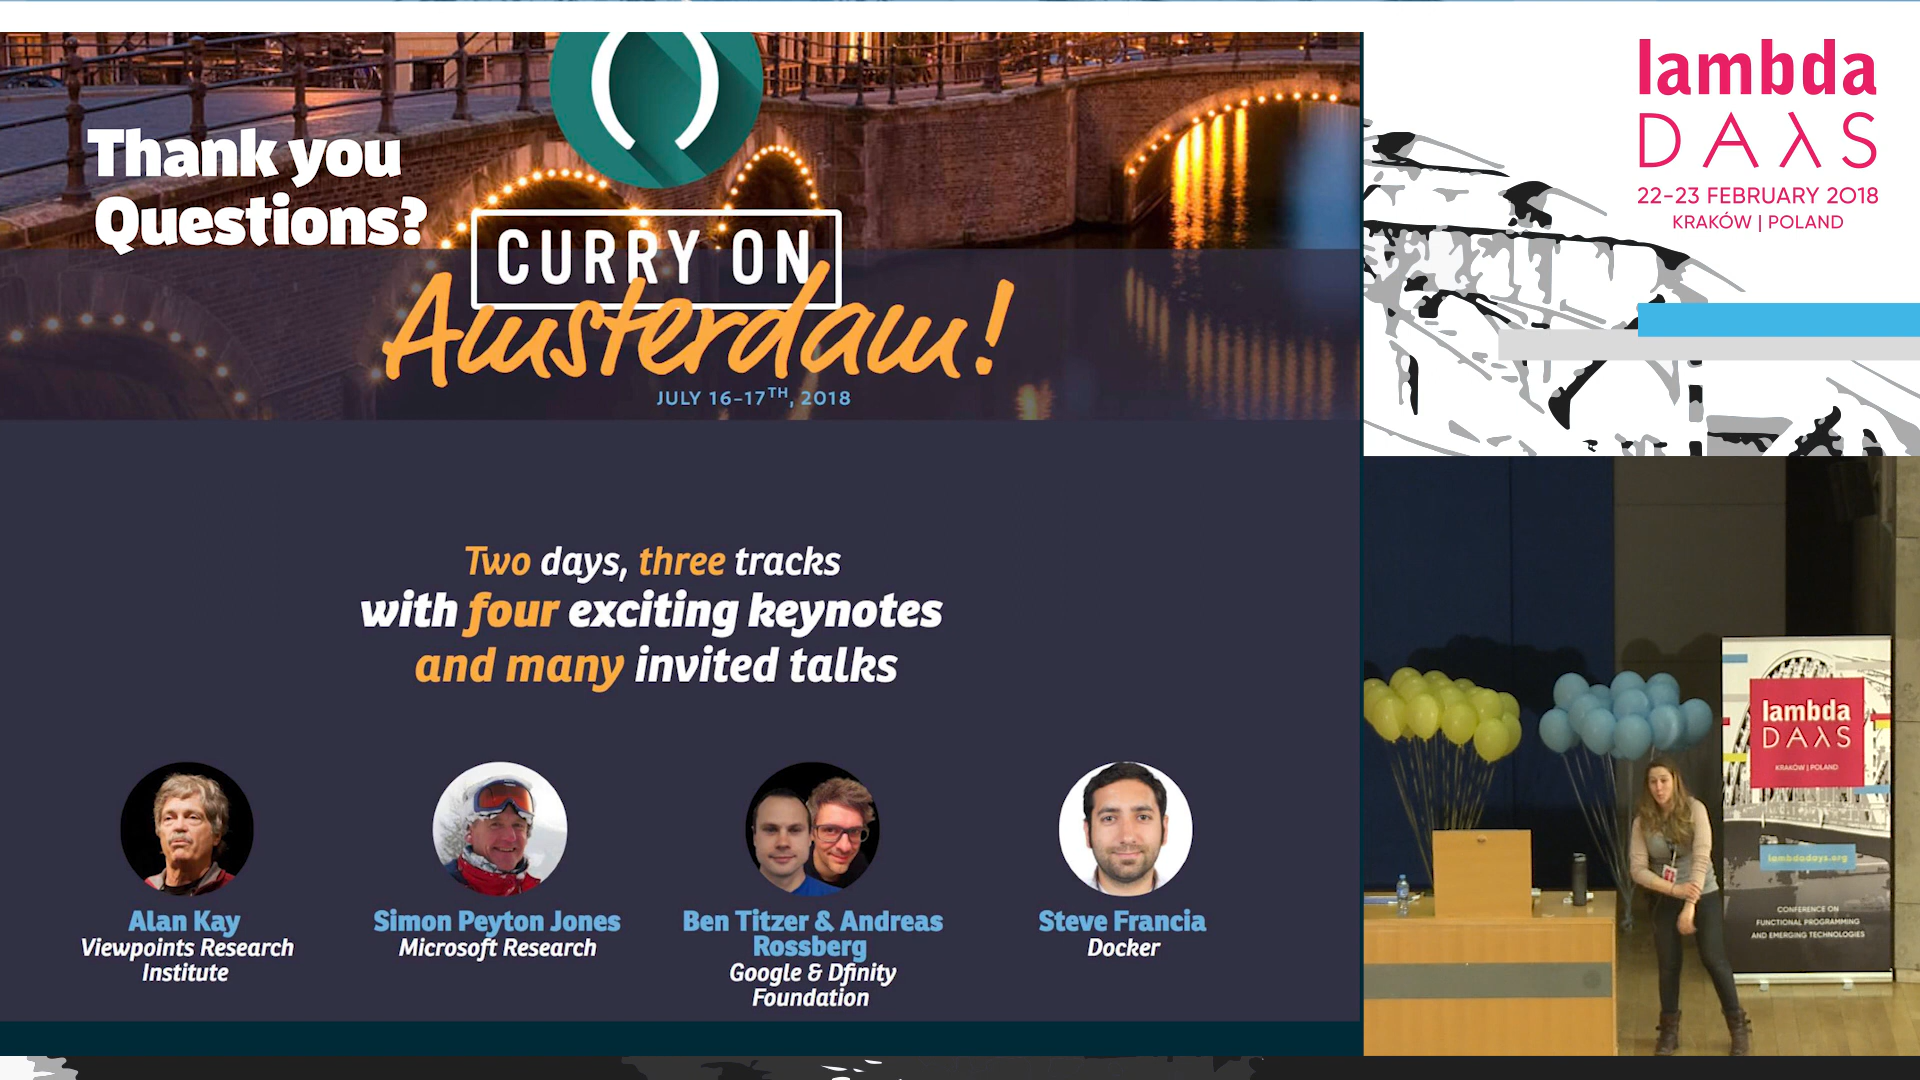 Thank you
Questions?
CURRY ON
Amsterdam!
JULY 16-17TH, 2018
Two days, three tracks
with four exciting keynotes
and many invited talks
Alan Kay
Viewpoints Research
Institute
Simon Peyton Jones
Microsoft Research
Ben Titzer & Andreas
Rossberg
Google & Dfinity
Foundation
Steve Francia
Docker
lambda
DAλS
22-23 FEBRUARY 2018
KRAKÓW | POLAND
lambda
DAλS
KRAKÓW | POLAND
lambdadays.org
CONFERENCE ON
FUNCTIONAL PROGRAMMING
AND EMERGING TECHNOLOGIES